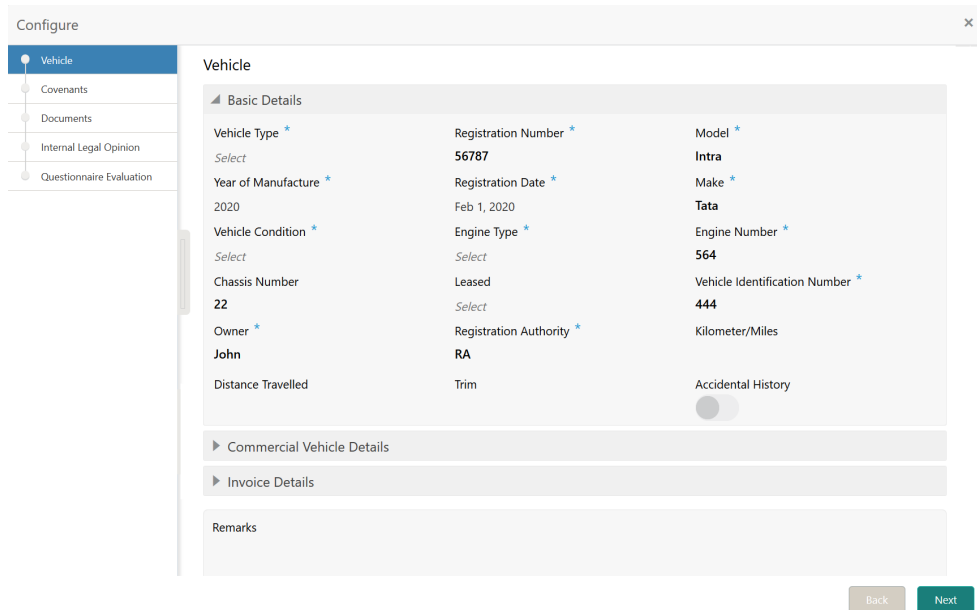 Configure
×
Vehicle
Covenants
Documents
Internal Legal Opinion
Questionnaire Evaluation
Vehicle
Basic Details
Vehicle Type * Registration Number * Model *
Select 56787 Intra
Year of Manufacture * Registration Date * Make *
2020 Feb 1, 2020 Tata
Vehicle Condition * Engine Type * Engine Number *
Select Select 564
Chassis Number Leased Vehicle Identification Number *
22 Select 444
Owner * Registration Authority * Kilometer/Miles
John RA
Distance Travelled Trim Accidental History
Commercial Vehicle Details
Invoice Details
Remarks
Back Next